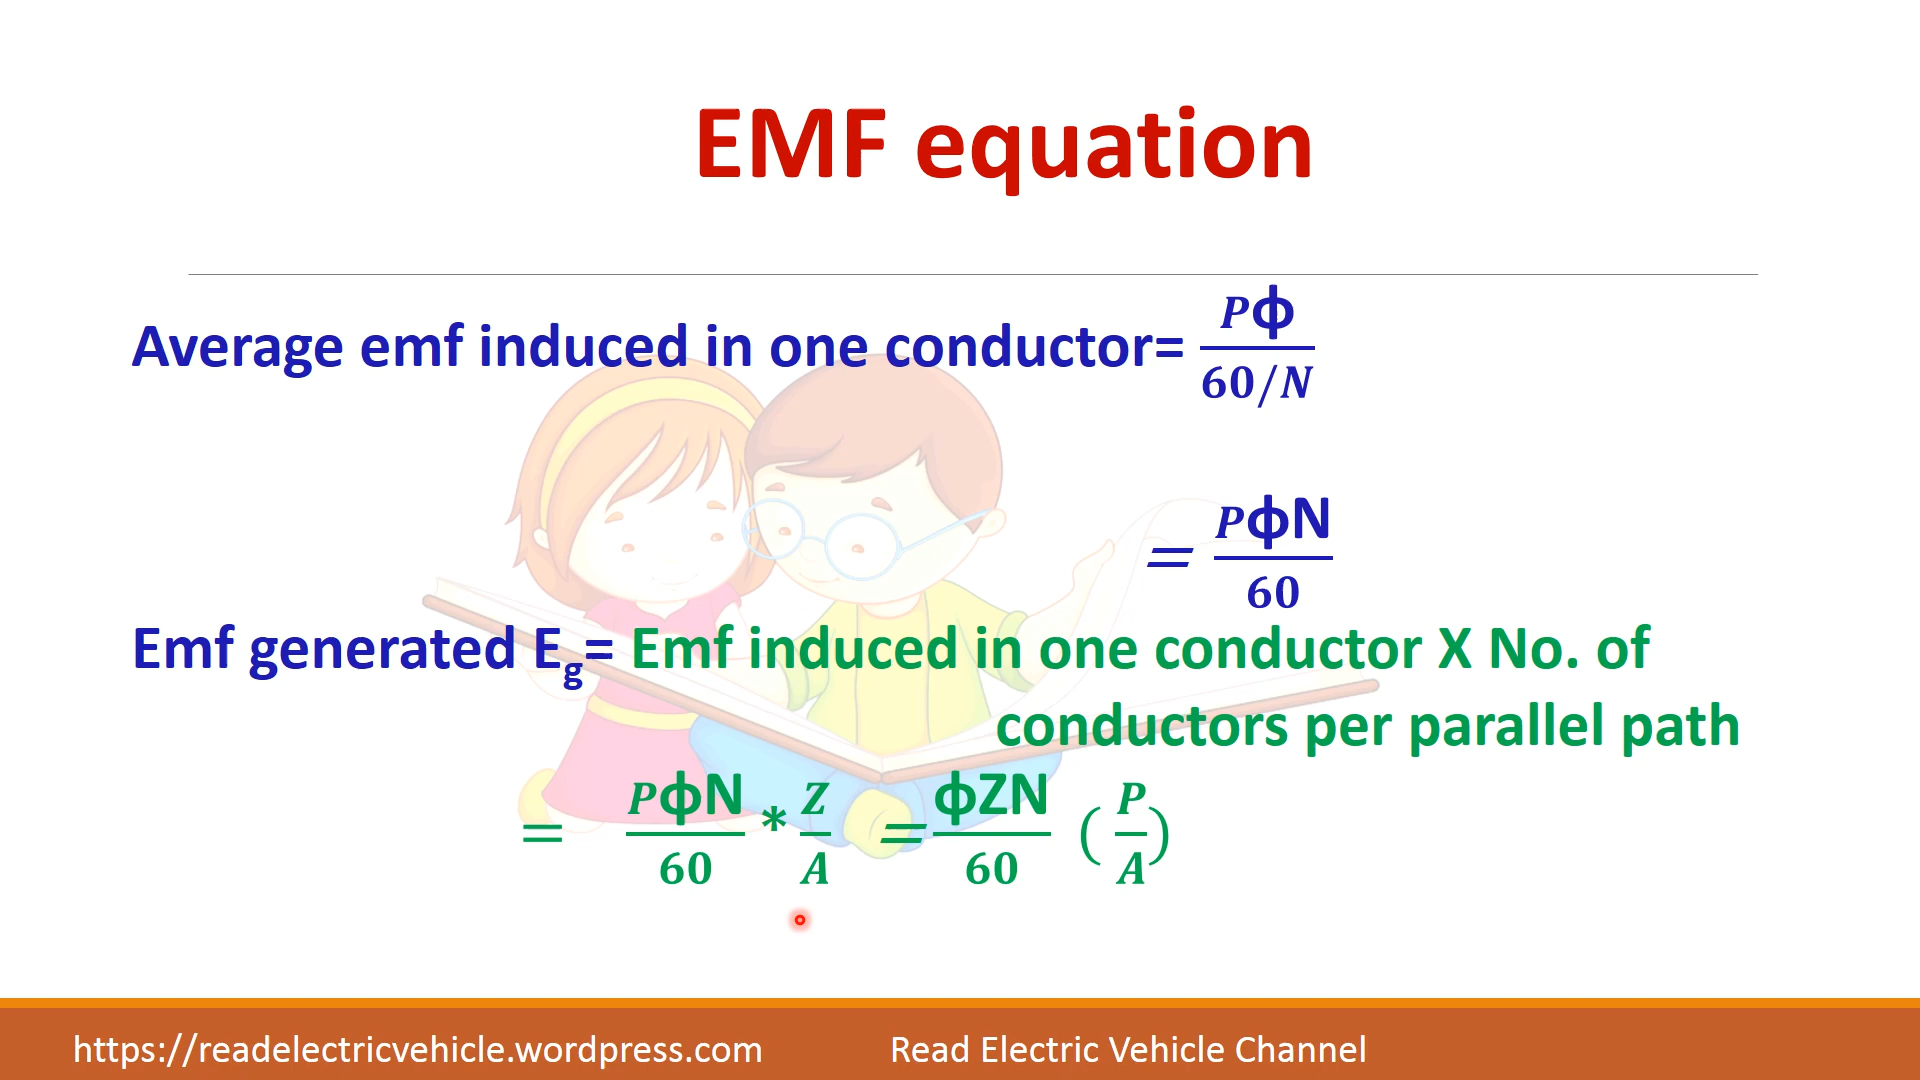 EMF equation
Average emf induced in one conductor= Pϕ / 60/N
= PϕN / 60
Emf generated Eg= Emf induced in one conductor X No. of
conductors per parallel path
= PϕN / 60 * Z / A = ϕZN / 60 ( P / A )
https://readelectricvehicle.wordpress.com Read Electric Vehicle Channel